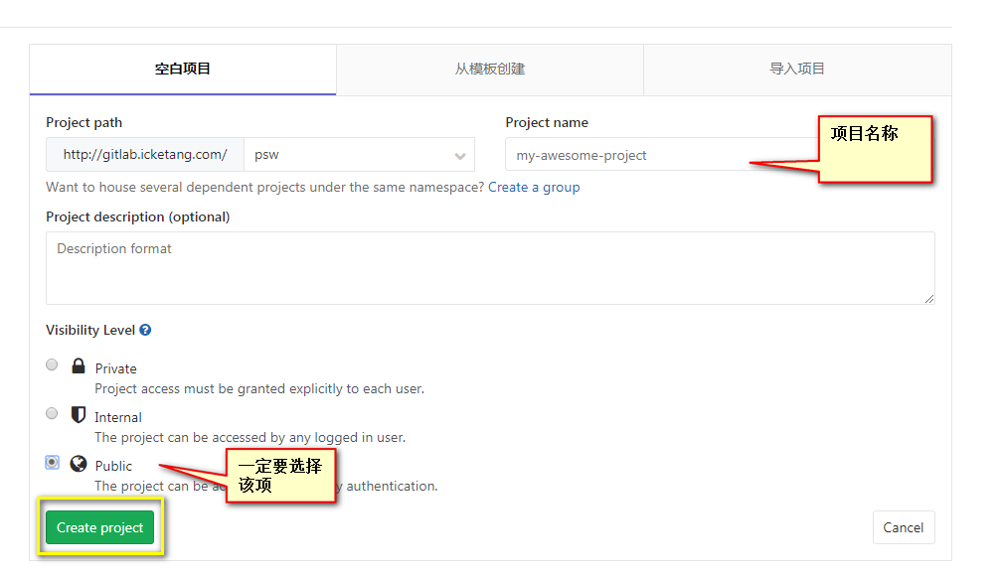 空白项目
从模板创建
导入项目
Project path
Project name
http://gitlab.icketang.com/
psw
my-awesome-project
项目名称
Want to house several dependent projects under the same namespace? Create a group
Project description (optional)
Description format
Visibility Level
Private
Project access must be granted explicitly to each user.
Internal
The project can be accessed by any logged in user.
Public
一定要选择
该项
The project can be authentication.
Create project
Cancel